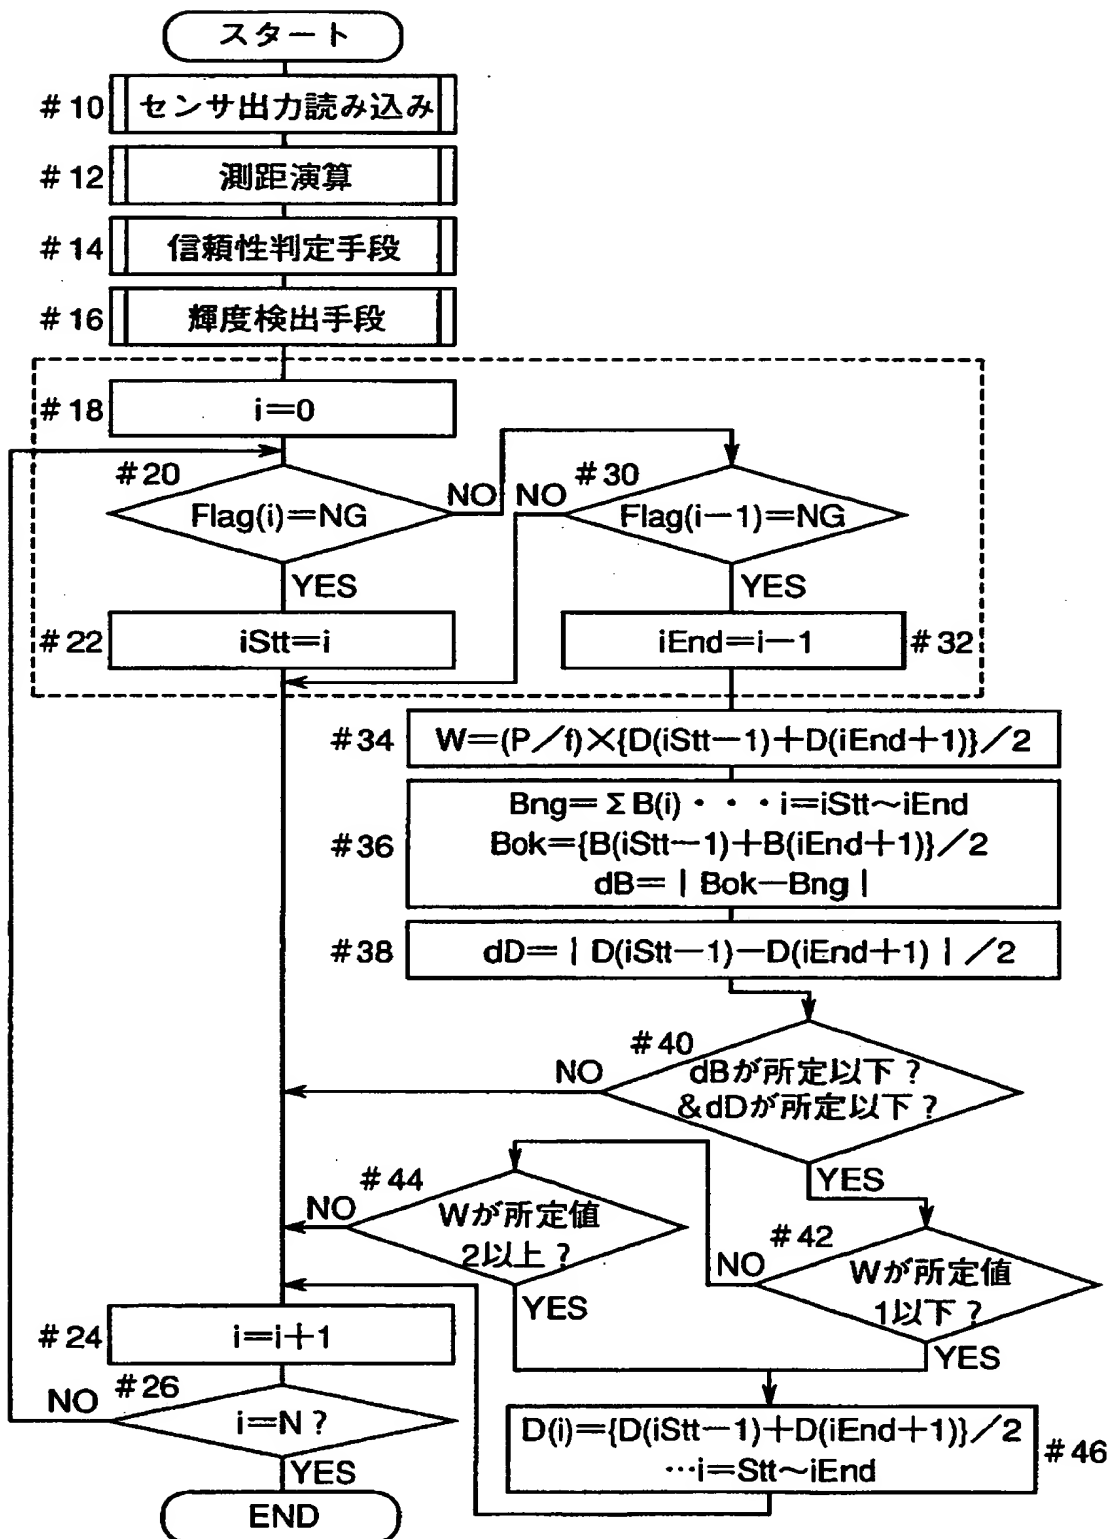 スタート
#10 センサ出力読み込み
#12 測距演算
#14 信頼性判定手段
#16 輝度検出手段
#18 i=0
#20 Flag(i)=NG
NO
YES
#30 Flag(i-1)=NG
NO
YES
#22 iStt=i
iEnd=i-1 #32
#34 W=(P/f)×{D(iStt-1)+D(iEnd+1)}/2
#36 Bng=ΣB(i)・・・i=iStt~iEnd
Bok={B(iStt-1)+B(iEnd+1)}/2
dB=|Bok-Bng|
#38 dD=|D(iStt-1)-D(iEnd+1)|/2
#40 dBが所定以下?
&dDが所定以下?
NO
YES
#44 Wが所定値
2以上?
NO
YES
#42 Wが所定値
1以下?
NO
YES
#24 i=i+1
#26 i=N?
NO
YES
D(i)={D(iStt-1)+D(iEnd+1)}/2
…i=Stt~iEnd
#46
END